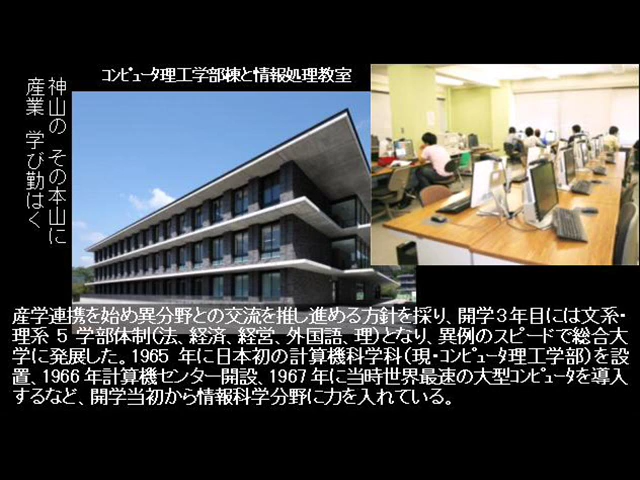 コンピュータ理工学部棟と情報処理教室
神山の その本山に
産業 学び勤はく
産学連携を始め異分野との交流を推し進める方針を採り、開学3年目には文系・
理系 5 学部体制(法、経済、経営、外国語、理)となり、異例のスピードで総合大
学に発展した。1965 年に日本初の計算機科学科(現・コンピュータ理工学部)を設
置、1966 年計算機センター開設、1967 年に当時世界最速の大型コンピュータを導入
するなど、開学当初から情報科学分野に力を入れている。